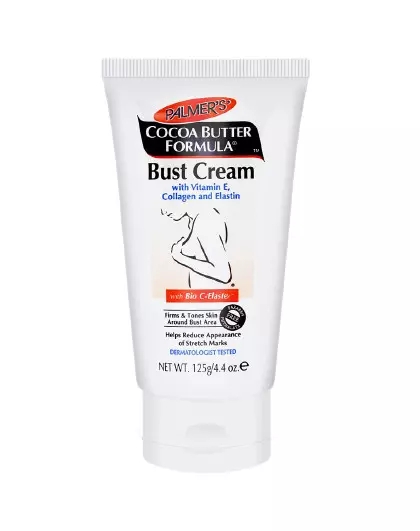 PALMER'S®
COCOA BUTTER
FORMULA®
TM
Bust Cream
with Vitamin E,
Collagen and Elastin
with Bio C-Elaste
Firms & Tones Skin
Around Bust Area
Helps Reduce Appearance
of Stretch Marks
DERMATOLOGIST TESTED
NET WT. 125g/4.4 oz.e